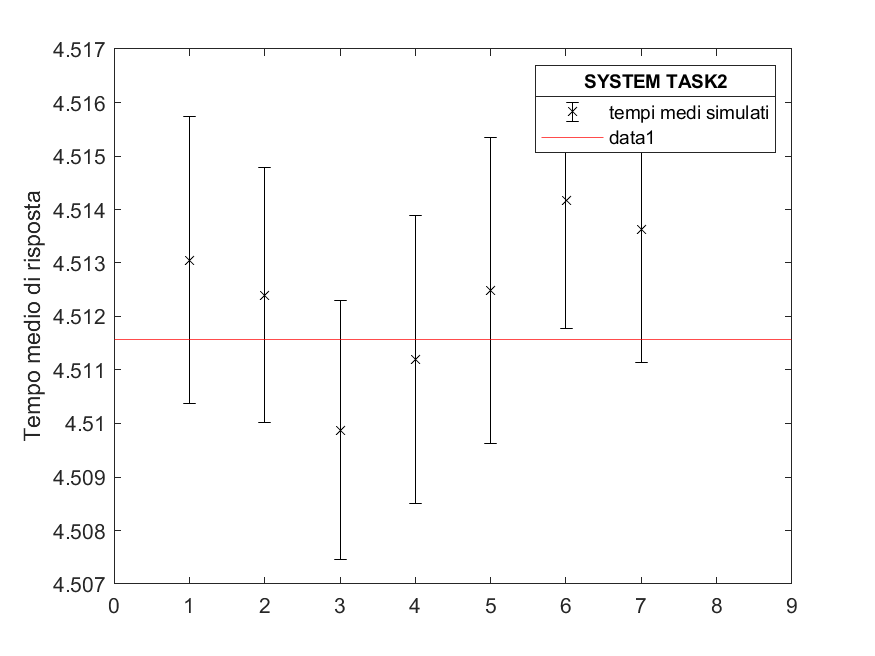 SYSTEM TASK2
tempi medi simulati
data1
Tempo medio di risposta
4.517
4.516
4.515
4.514
4.513
4.512
4.511
4.51
4.509
4.508
4.507
0 1 2 3 4 5 6 7 8 9